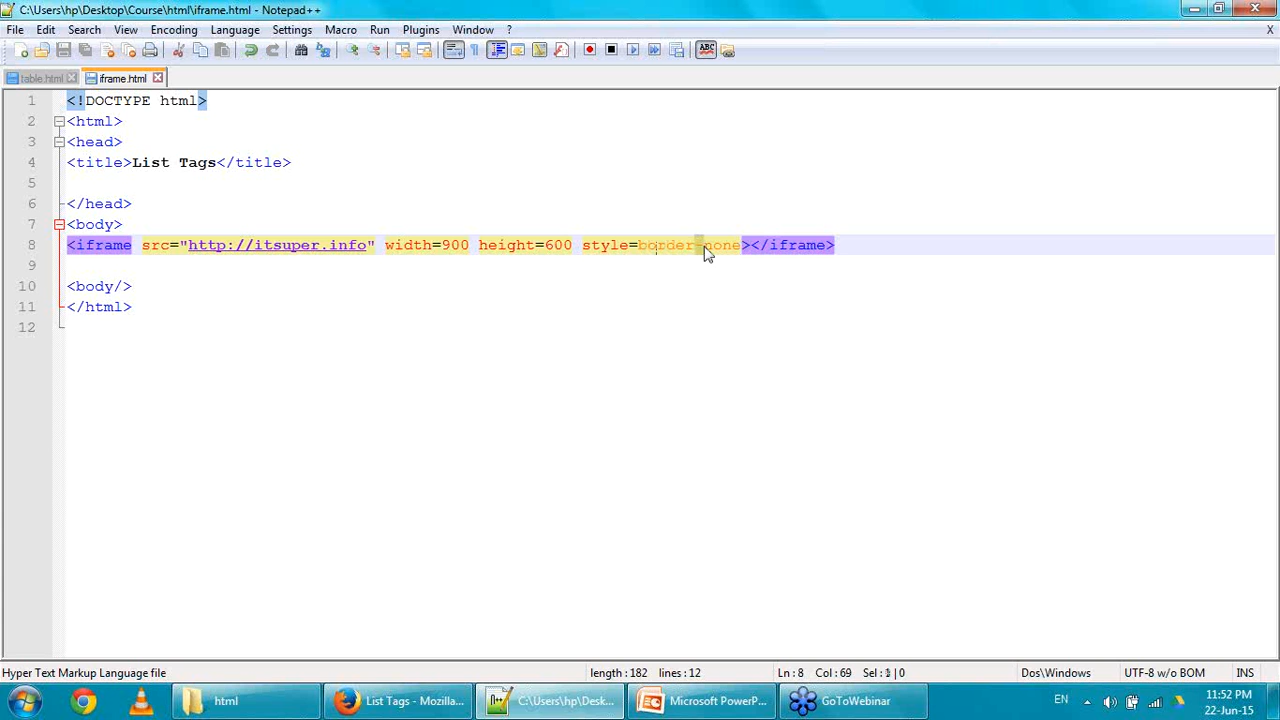 C:\Users\hp\Desktop\Course\html\iframe.html - Notepad++
File Edit Search View Encoding Language Settings Macro Run Plugins Window ? X
ABC
table.html iframe.html
1 <!DOCTYPE html>
2 <html>
3 <head>
4 <title>List Tags</title>
5
6 </head>
7 <body>
8 <iframe src="http://itsuper.info" width=900 height=600 style=border=none></iframe>
9
10 <body/>
11 </html>
12
Hyper Text Markup Language file length : 182 lines : 12 Ln : 8 Col : 69 Sel : 1 | 0 Dos\Windows UTF-8 w/o BOM INS
html List Tags - Mozilla... C:\Users\hp\Desk... Microsoft PowerP... GoToWebinar EN 11:52 PM
22-Jun-15